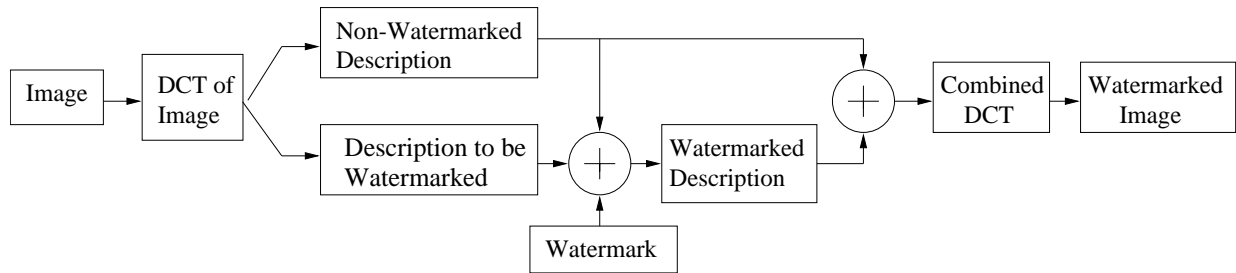 Image
DCT of
Image
Non-Watermarked
Description
Description to be
Watermarked
Watermark
Watermarked
Description
Combined
DCT
Watermarked
Image